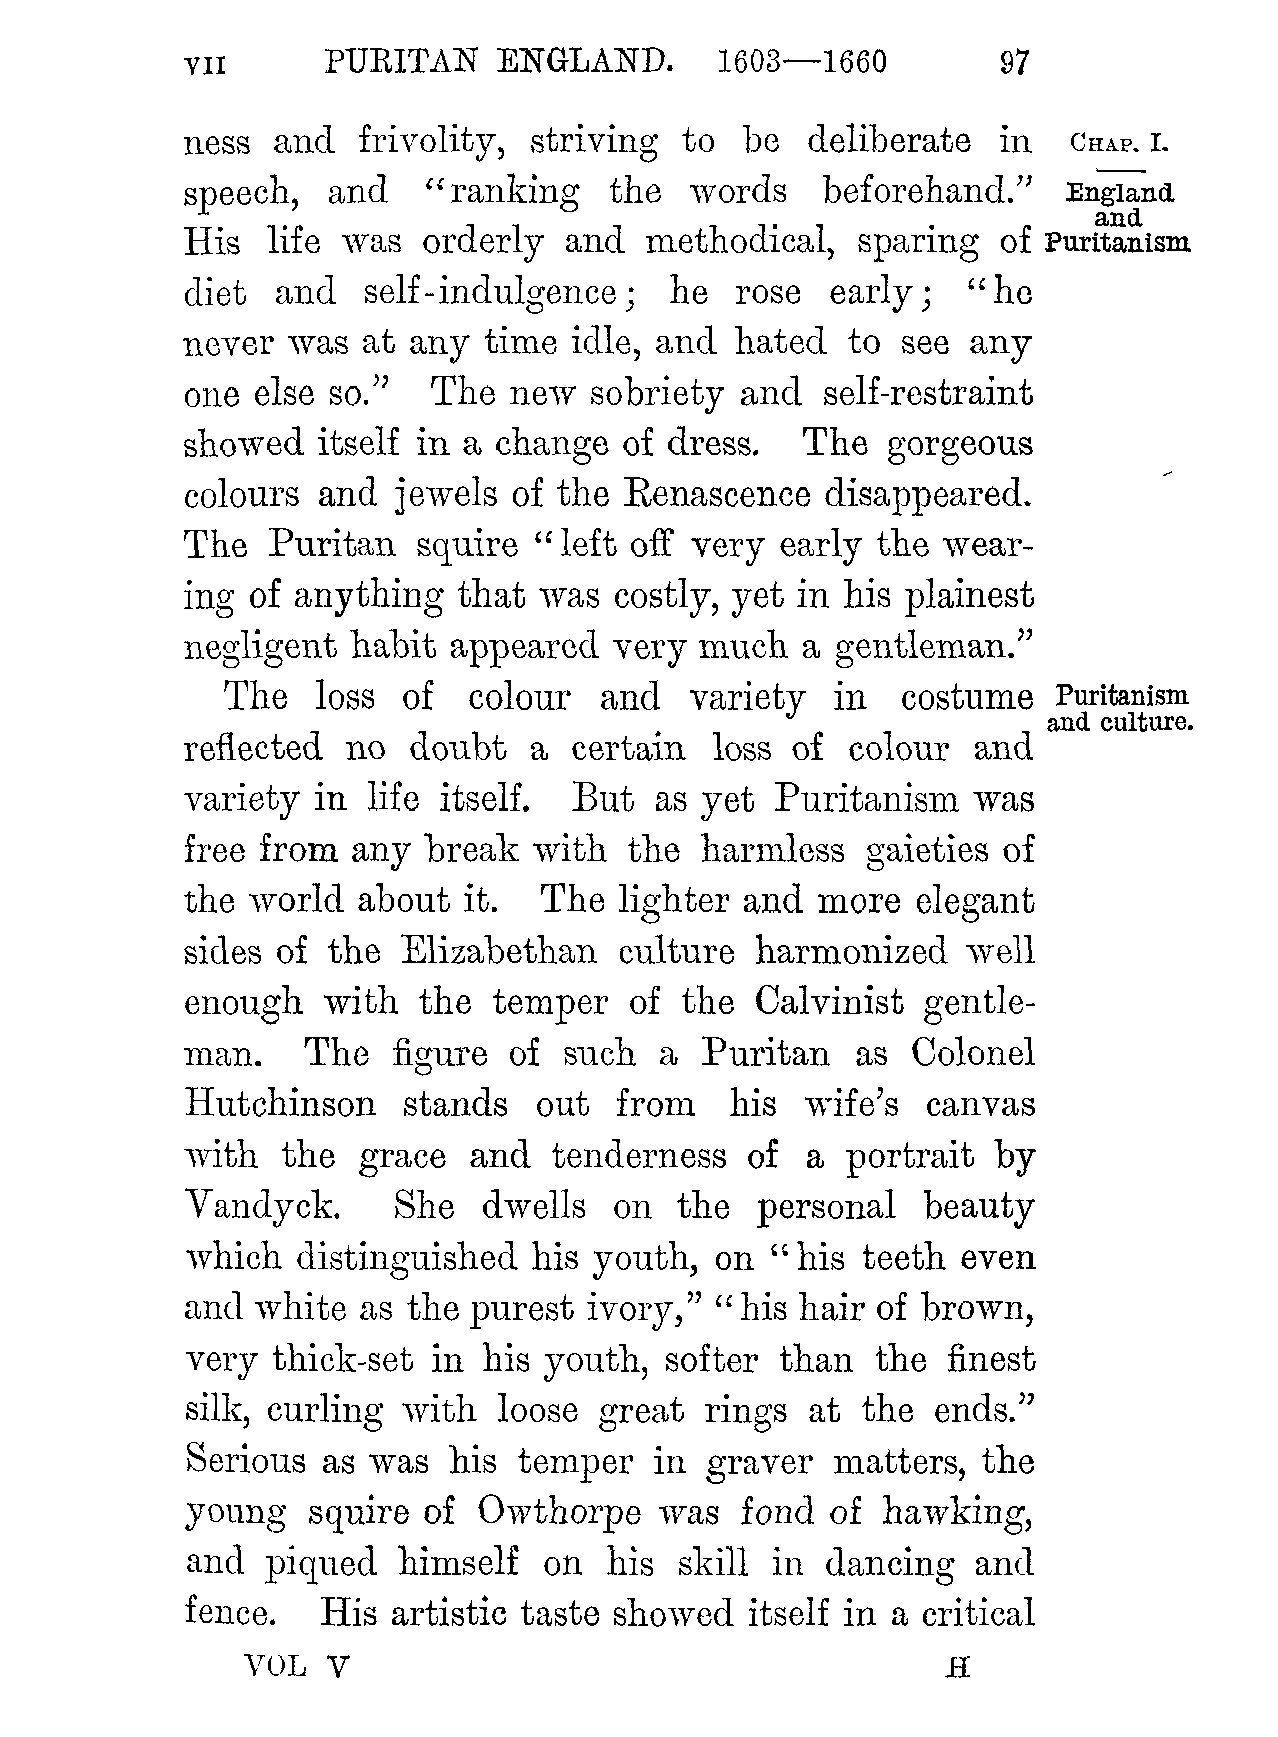 VII PURITAN ENGLAND. 1603—1660 97
ness and frivolity, striving to be deliberate in
speech, and "ranking the words beforehand."
His life was orderly and methodical, sparing of
diet and self-indulgence; he rose early; "he
never was at any time idle, and hated to see any
one else so." The new sobriety and self-restraint
showed itself in a change of dress. The gorgeous
colours and jewels of the Renascence disappeared.
The Puritan squire "left off very early the wear-
ing of anything that was costly, yet in his plainest
negligent habit appeared very much a gentleman."
CHAP. I.
England
and
Puritanism
The loss of colour and variety in costume
reflected no doubt a certain loss of colour and
variety in life itself. But as yet Puritanism was
free from any break with the harmless gaieties of
the world about it. The lighter and more elegant
sides of the Elizabethan culture harmonized well
enough with the temper of the Calvinist gentle-
man. The figure of such a Puritan as Colonel
Hutchinson stands out from his wife's canvas
with the grace and tenderness of a portrait by
Vandyck. She dwells on the personal beauty
which distinguished his youth, on "his teeth even
and white as the purest ivory," "his hair of brown,
very thick-set in his youth, softer than the finest
silk, curling with loose great rings at the ends."
Serious as was his temper in graver matters, the
young squire of Owthorpe was fond of hawking,
and piqued himself on his skill in dancing and
fence. His artistic taste showed itself in a critical
Puritanism
and culture.
VOL V H